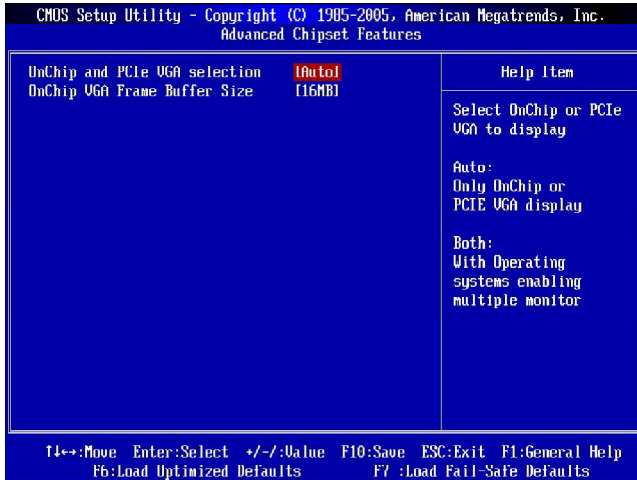 CMOS Setup Utility - Copyright (C) 1985-2005, American Megatrends, Inc.
Advanced Chipset Features
OnChip and PCIe VGA selection [Auto]
OnChip VGA Frame Buffer Size [16MB]
Help Item
Select OnChip or PCIe
VGA to display
Auto:
Only OnChip or
PCIE VGA display
Both:
With Operating
systems enabling
multiple monitor
↑↓←→:Move Enter:Select +/-/:Value F10:Save ESC:Exit F1:General Help
F6:Load Optimized Defaults F7 :Load Fail-Safe Defaults